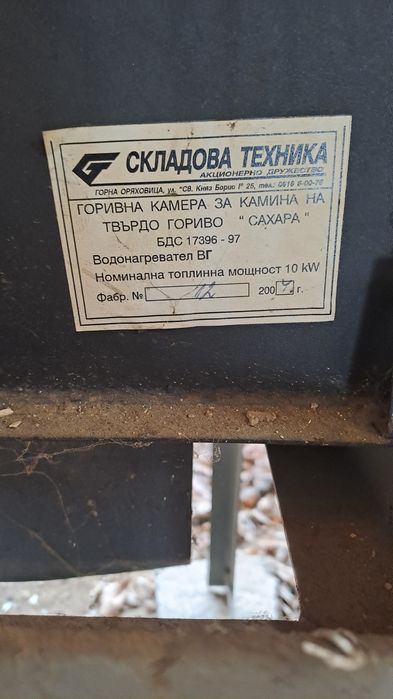 СКЛАДОВА ТЕХНИКА
АКЦИОНЕРНО ДРУЖЕСТВО
ГОРНА ОРЯХОВИЦА, ул. "СВ. Княз Борис Iв 25, тел.: 0618 6-00-76
ГОРИВНА КАМЕРА ЗА КАМИНА НА
ТВЪРДО ГОРИВО "САХАРА"
БДС 17396 - 97
Водонагревател ВГ
Номинална топлинна мощност 10 kW
Фабр. № 200 г.